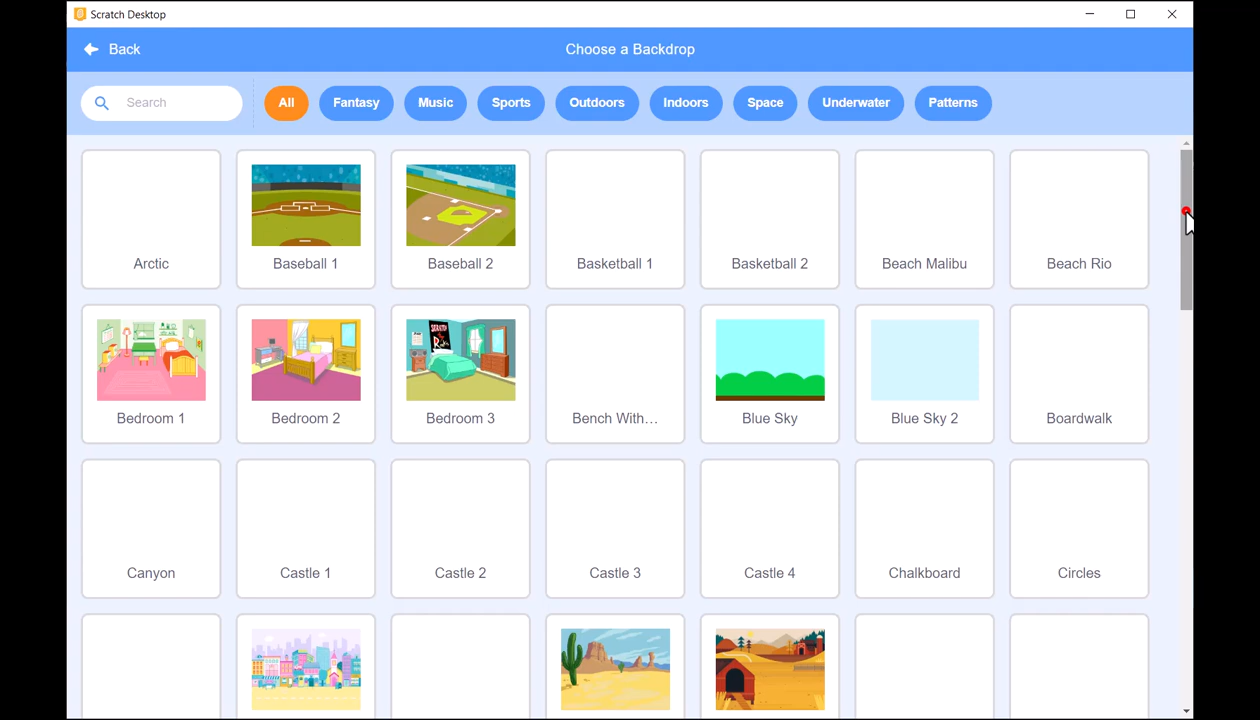 Scratch Desktop
Back
Choose a Backdrop
Search
All
Fantasy
Music
Sports
Outdoors
Indoors
Space
Underwater
Patterns
Arctic
Baseball 1
Baseball 2
Basketball 1
Basketball 2
Beach Malibu
Beach Rio
SCRATCH
Bedroom 1
Bedroom 2
Bedroom 3
Bench With...
Blue Sky
Blue Sky 2
Boardwalk
Canyon
Castle 1
Castle 2
Castle 3
Castle 4
Chalkboard
Circles